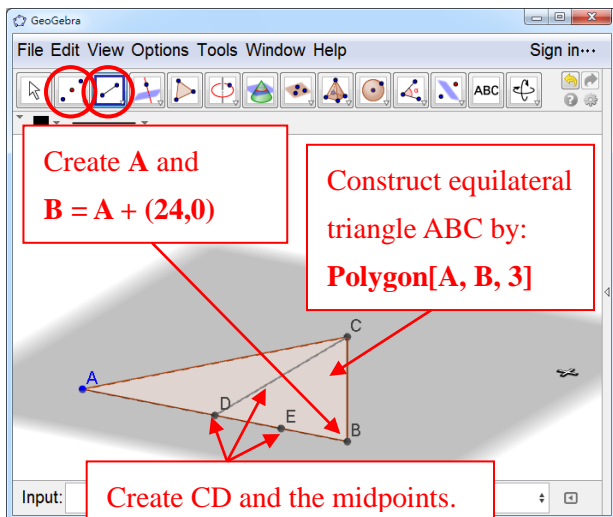 GeoGebra
File Edit View Options Tools Window Help Sign in...
ABC
Create A and
B = A + (24,0)
Construct equilateral
triangle ABC by:
Polygon[A, B, 3]
C
A
D
E
B
Input:
Create CD and the midpoints.